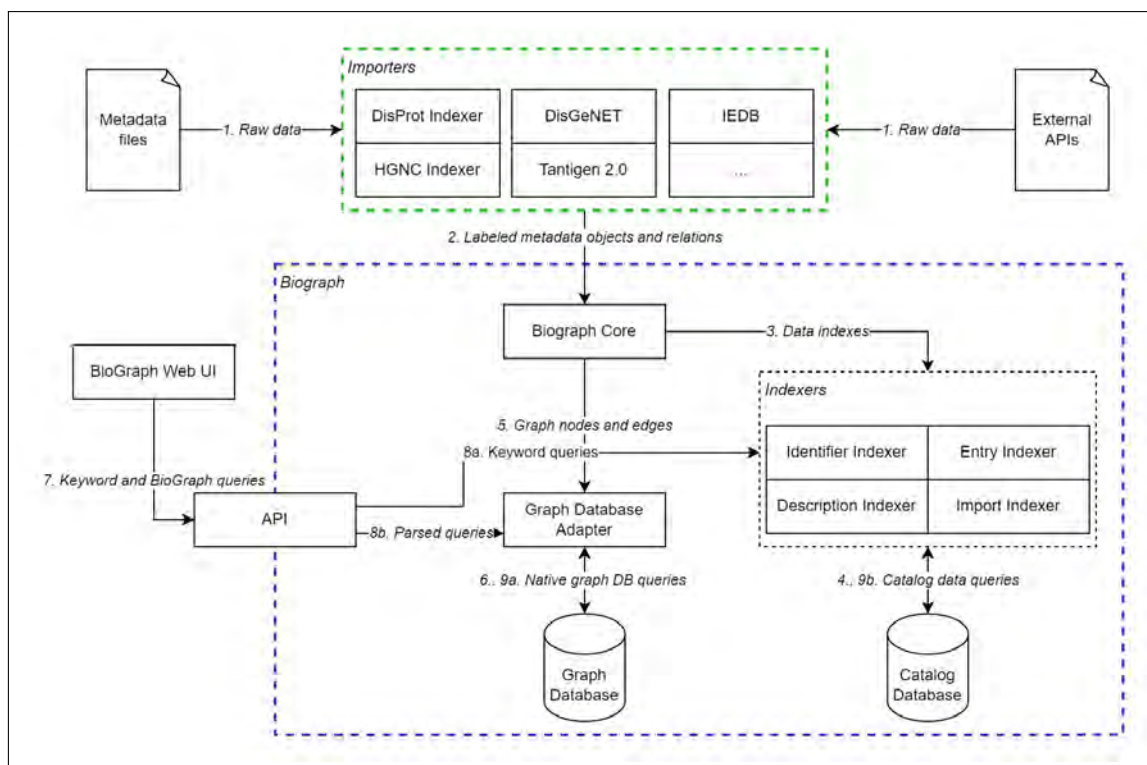 Importers
Metadata
files
1. Raw data
DisProt Indexer
DisGeNET
IEDB
HGNC Indexer
Tantigen 2.0
...
1. Raw data
External
APIs
2. Labeled metadata objects and relations
Biograph
Biograph Core
3. Data indexes
BioGraph Web UI
Indexers
5. Graph nodes and edges
8a. Keyword queries
Identifier Indexer
Entry Indexer
Description Indexer
Import Indexer
7. Keyword and BioGraph queries
API
8b. Parsed queries
Graph Database
Adapter
6., 9a. Native graph DB queries
4., 9b. Catalog data queries
Graph
Database
Catalog
Database